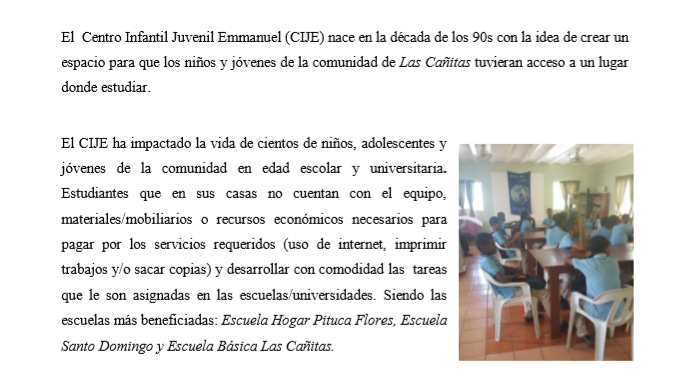 El Centro Infantil Juvenil Emmanuel (CIJE) nace en la década de los 90s con la idea de crear un
espacio para que los niños y jóvenes de la comunidad de Las Cañitas tuvieran acceso a un lugar
donde estudiar.
El CIJE ha impactado la vida de cientos de niños, adolescentes y
jóvenes de la comunidad en edad escolar y universitaria.
Estudiantes que en sus casas no cuentan con el equipo,
materiales/mobiliarios o recursos económicos necesarios para
pagar por los servicios requeridos (uso de internet, imprimir
trabajos y/o sacar copias) y desarrollar con comodidad las tareas
que le son asignadas en las escuelas/universidades. Siendo las
escuelas más beneficiadas: Escuela Hogar Pituca Flores, Escuela
Santo Domingo y Escuela Básica Las Cañitas.